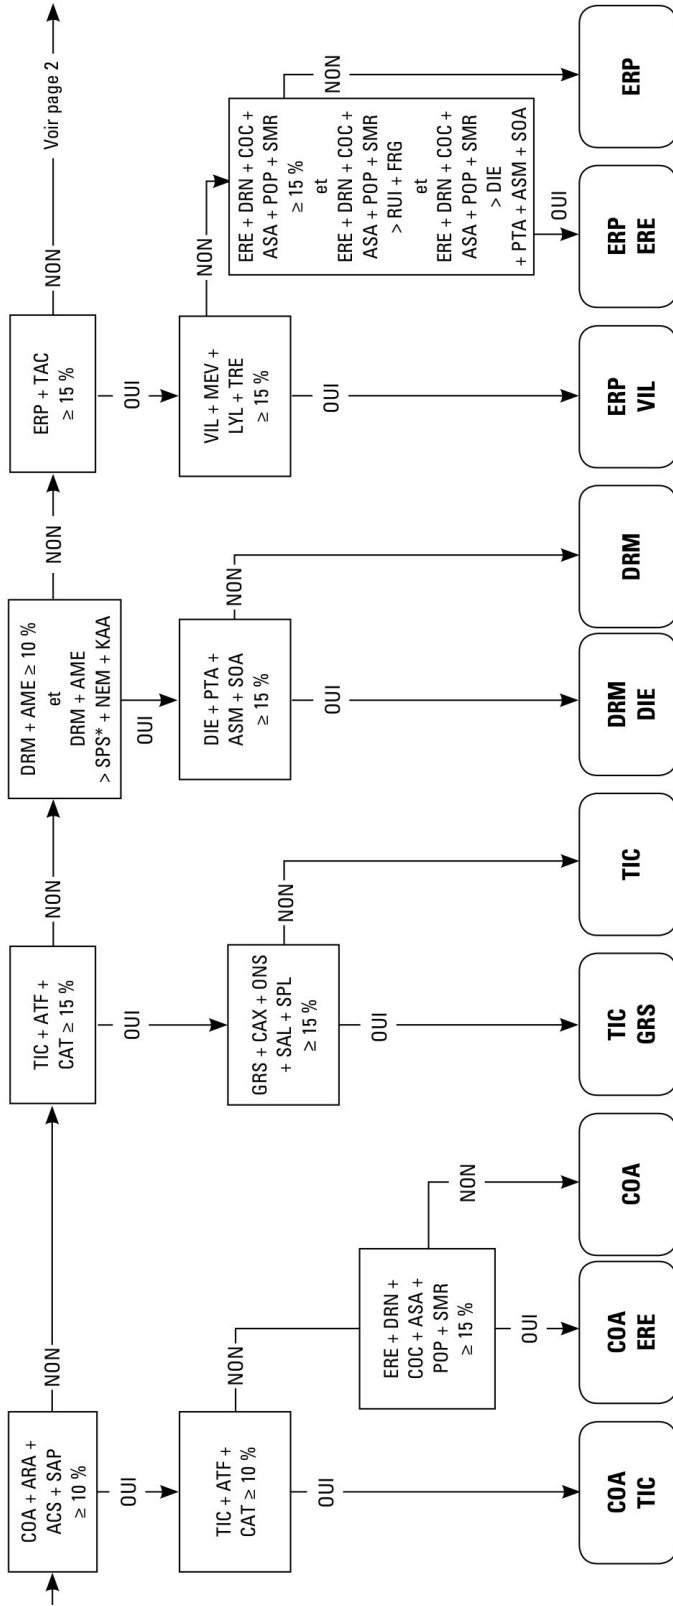 COA + ARA +
ACS + SAP
≥ 10 %
NON
OUI
TIC + ATF +
CAT ≥ 10 %
NON
OUI
ERE + DRN +
COC + ASA +
POP + SMR
≥ 15 %
NON
OUI
COA
TIC
COA
ERE
COA
TIC + ATF +
CAT ≥ 15 %
NON
OUI
GRS + CAX + ONS
+ SAL + SPL
≥ 15 %
NON
OUI
TIC
GRS
TIC
DRM + AME ≥ 10 %
et
DRM + AME
> SPS* + NEM + KAA
NON
OUI
DIE + PTA +
ASM + SOA
≥ 15 %
NON
OUI
DRM
DIE
DRM
ERP + TAC
≥ 15 %
NON
Voir page 2
OUI
VIL + MEV +
LYL + TRE
≥ 15 %
NON
OUI
ERE + DRN + COC +
ASA + POP + SMR
≥ 15 %
et
ERE + DRN + COC +
ASA + POP + SMR
> RUI + FRG
et
ERE + DRN + COC +
ASA + POP + SMR
> DIE
+ PTA + ASM + SOA
NON
OUI
ERP
VIL
ERP
ERE
ERP